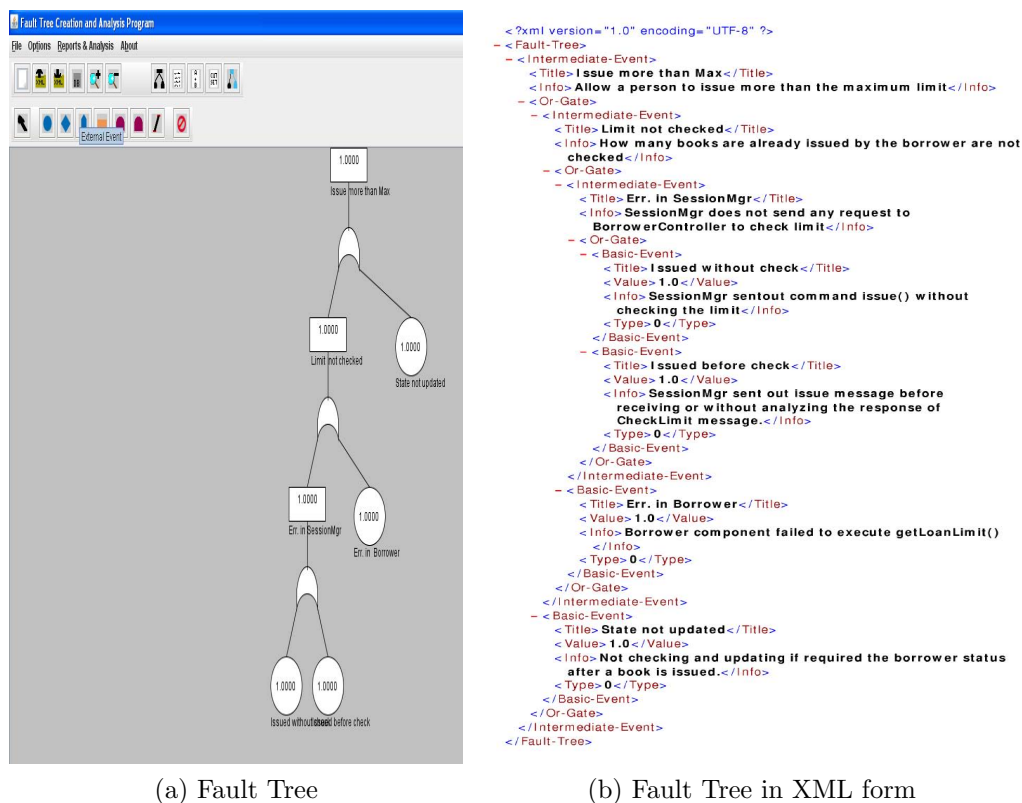 Fault Tree Creation and Analysis Program
File Options Reports & Analysis About
XML XML
CUT SET
External Event
1.0000
Issue more than Max
1.0000
Limit not checked
1.0000
State not updated
1.0000
Err. in SessionMgr
1.0000
Err. in Borrower
1.0000
1.0000
Issued without
before check
(a) Fault Tree
<?xml version="1.0" encoding="UTF-8" ?>
- <Fault-Tree>
- <Intermediate-Event>
<Title>Issue more than Max</Title>
<Info>Allow a person to issue more than the maximum limit</Info>
- <Or-Gate>
- <Intermediate-Event>
<Title>Limit not checked</Title>
<Info>How many books are already issued by the borrower are not
checked</Info>
- <Or-Gate>
- <Intermediate-Event>
<Title>Err. in SessionMgr</Title>
<Info>SessionMgr does not send any request to
BorrowerController to check limit</Info>
- <Or-Gate>
- <Basic-Event>
<Title>Issued without check</Title>
<Value>1.0</Value>
<Info>SessionMgr sentout command issue() without
checking the limit</Info>
<Type>0</Type>
</Basic-Event>
- <Basic-Event>
<Title>Issued before check</Title>
<Value>1.0</Value>
<Info>SessionMgr sent out issue message before
receiving or without analyzing the response of
CheckLimit message.</Info>
<Type>0</Type>
</Basic-Event>
</Or-Gate>
</Intermediate-Event>
- <Basic-Event>
<Title>Err. in Borrower</Title>
<Value>1.0</Value>
<Info>Borrower component failed to execute getLoanLimit()
</Info>
<Type>0</Type>
</Basic-Event>
</Or-Gate>
</Intermediate-Event>
- <Basic-Event>
<Title>State not updated</Title>
<Value>1.0</Value>
<Info>Not checking and updating if required the borrower status
after a book is issued.</Info>
<Type>0</Type>
</Basic-Event>
</Or-Gate>
</Intermediate-Event>
</Fault-Tree>
(b) Fault Tree in XML form